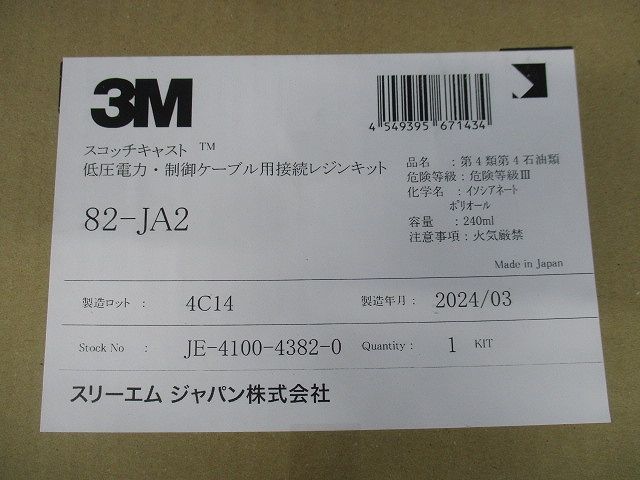 3M
4 549395 671434
スコッチキャスト TM
低圧電力・制御ケーブル用接続レジンキット
82-JA2
品名 : 第4類第4石油類
危険等級 : 危険等級Ⅲ
化学名 : イソシアネート
ポリオール
容量 : 240ml
注意事項 : 火気厳禁
Made in Japan
製造ロット : 4C14 製造年月 : 2024/03
Stock No : JE-4100-4382-0 Quantity : 1 KIT
スリーエム ジャパン株式会社